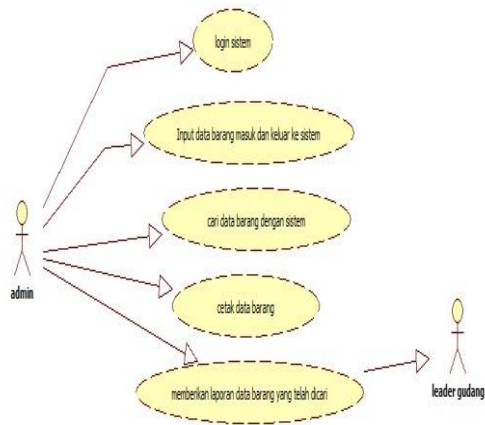 login sistem
Input data barang masuk dan keluar ke sistem
cari data barang dengan sistem
admin
cetak data barang
memberikan laporan data barang yang telah dicari
leader gudang